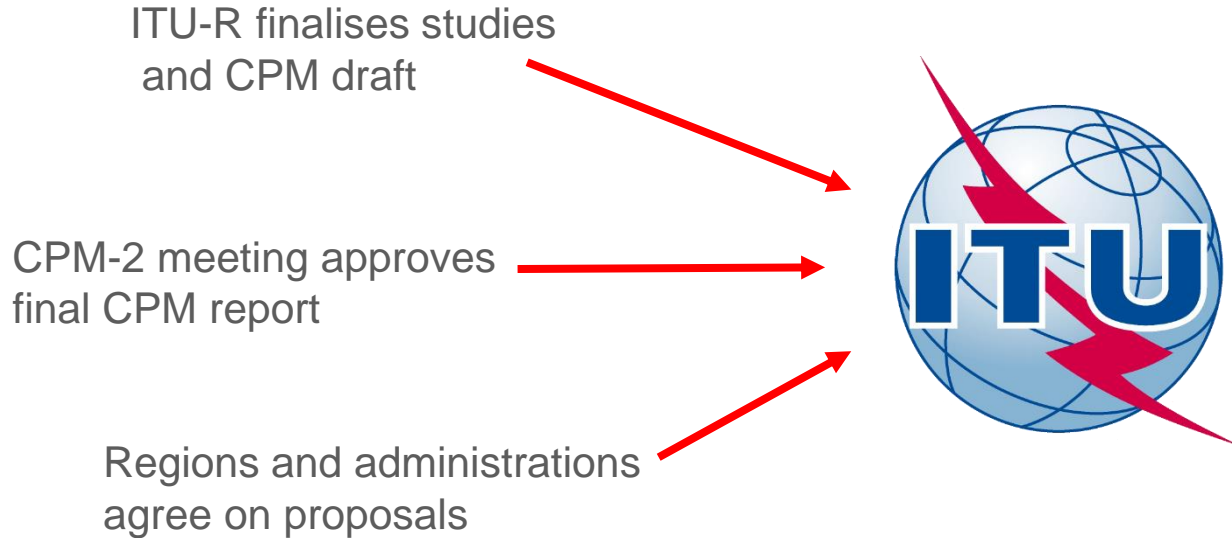 ITU-R finalises studies
and CPM draft
CPM-2 meeting approves
final CPM report
ITU
Regions and administrations
agree on proposals